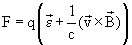 F = q( ε⃗ + 1/c (v⃗ × B⃗) )